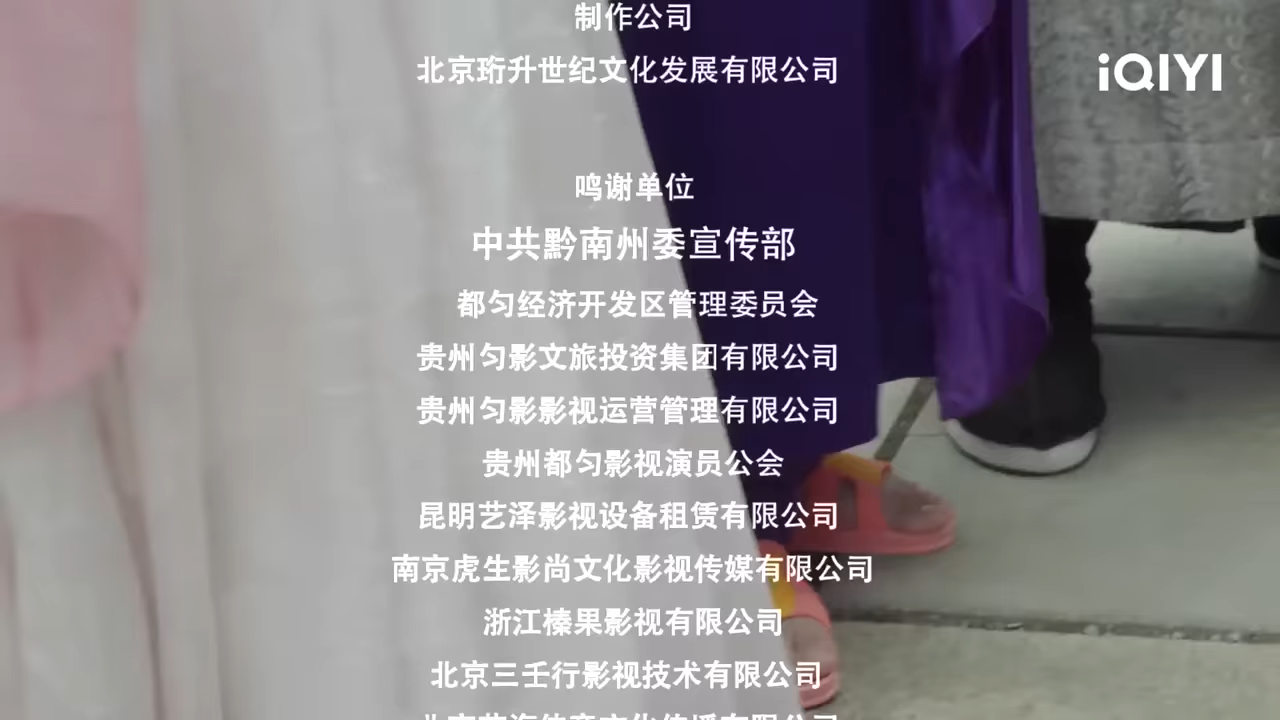 制作公司
北京珩升世纪文化发展有限公司
iQIYI
鸣谢单位
中共黔南州委宣传部
都匀经济开发区管理委员会
贵州匀影文旅投资集团有限公司
贵州匀影影视运营管理有限公司
贵州都匀影视演员公会
昆明艺泽影视设备租赁有限公司
南京虎生影尚文化影视传媒有限公司
浙江榛果影视有限公司
北京三壬行影视技术有限公司